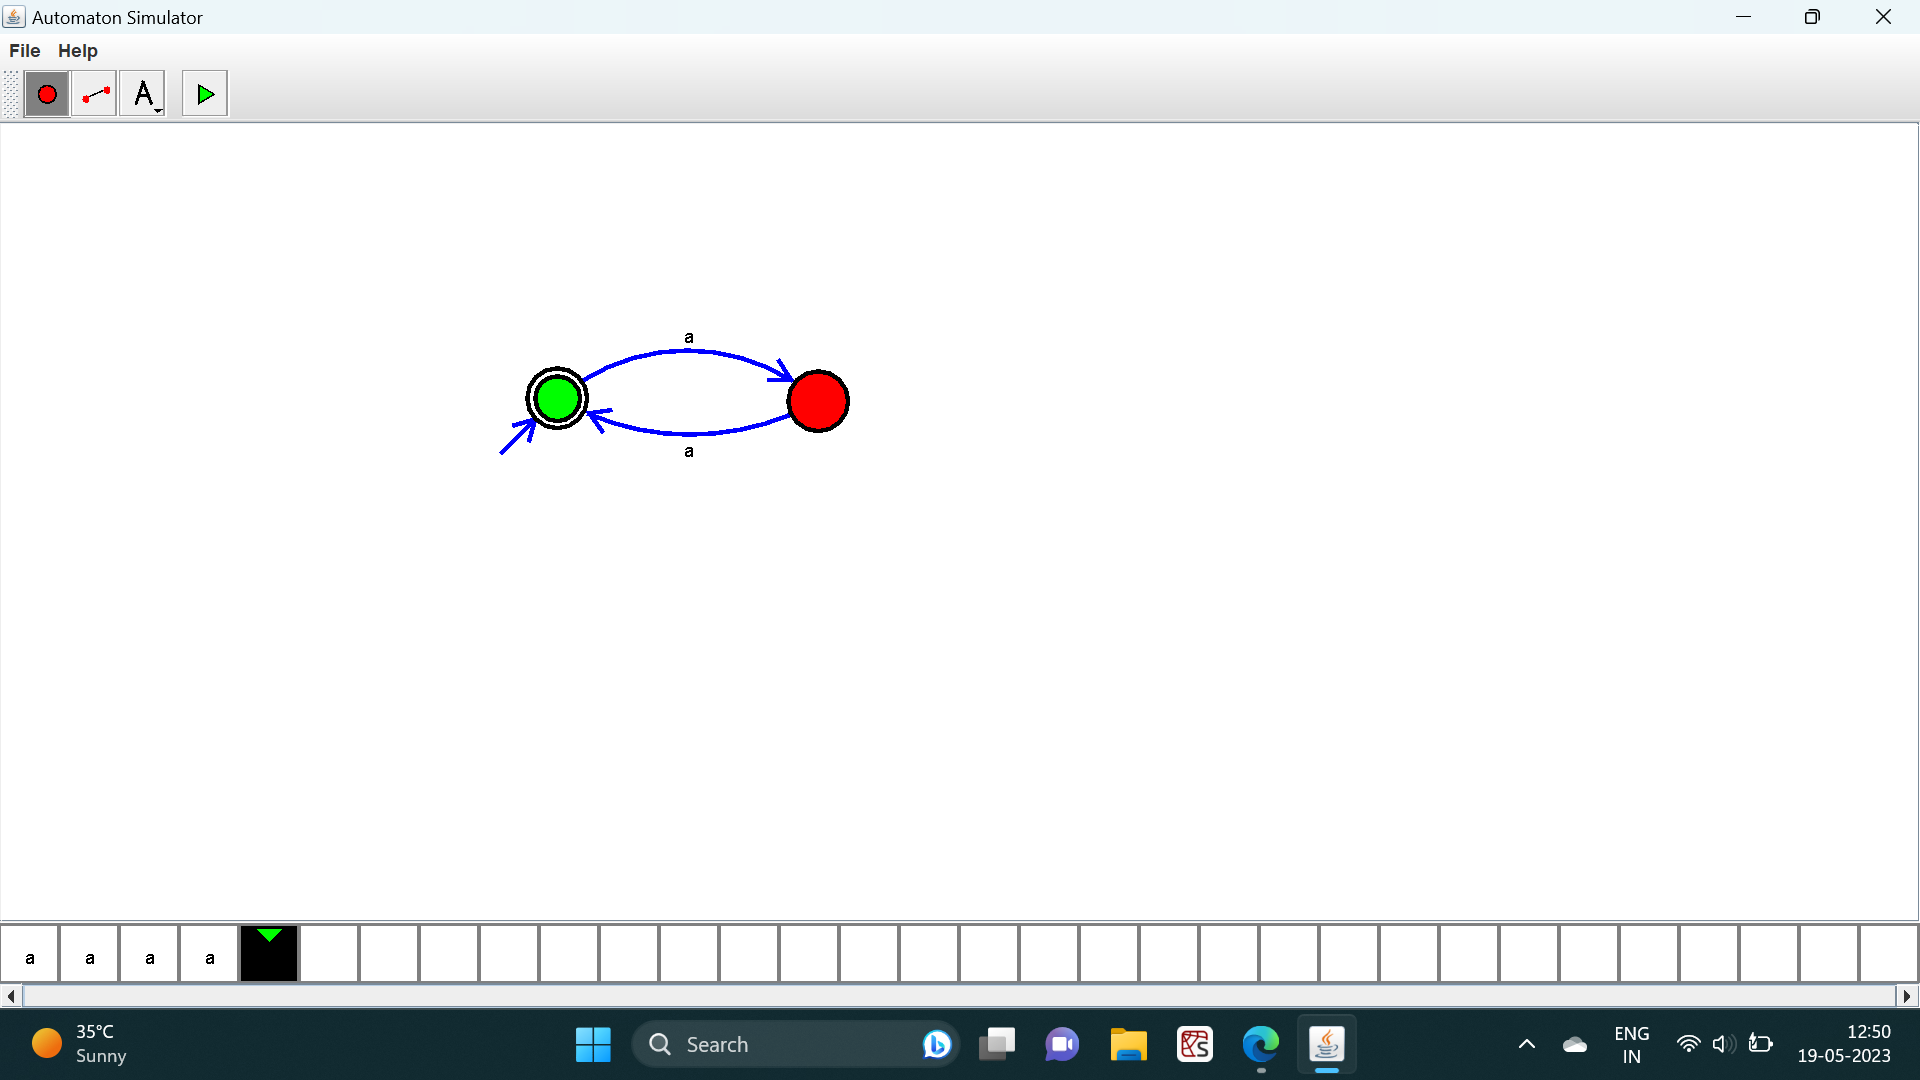 Automaton Simulator
File Help
A
a
a
a a a a
35°C
Sunny
Search
ENG
IN
12:50
19-05-2023